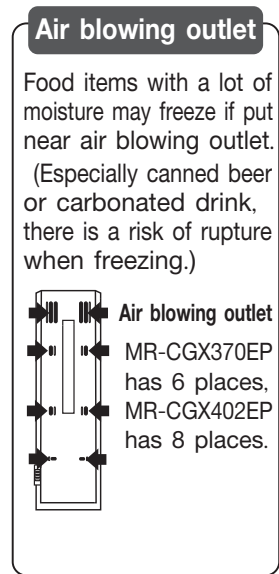 Air blowing outlet
Food items with a lot of
moisture may freeze if put
near air blowing outlet.
(Especially canned beer
or carbonated drink,
there is a risk of rupture
when freezing.)
Air blowing outlet
MR-CGX370EP
has 6 places,
MR-CGX402EP
has 8 places.